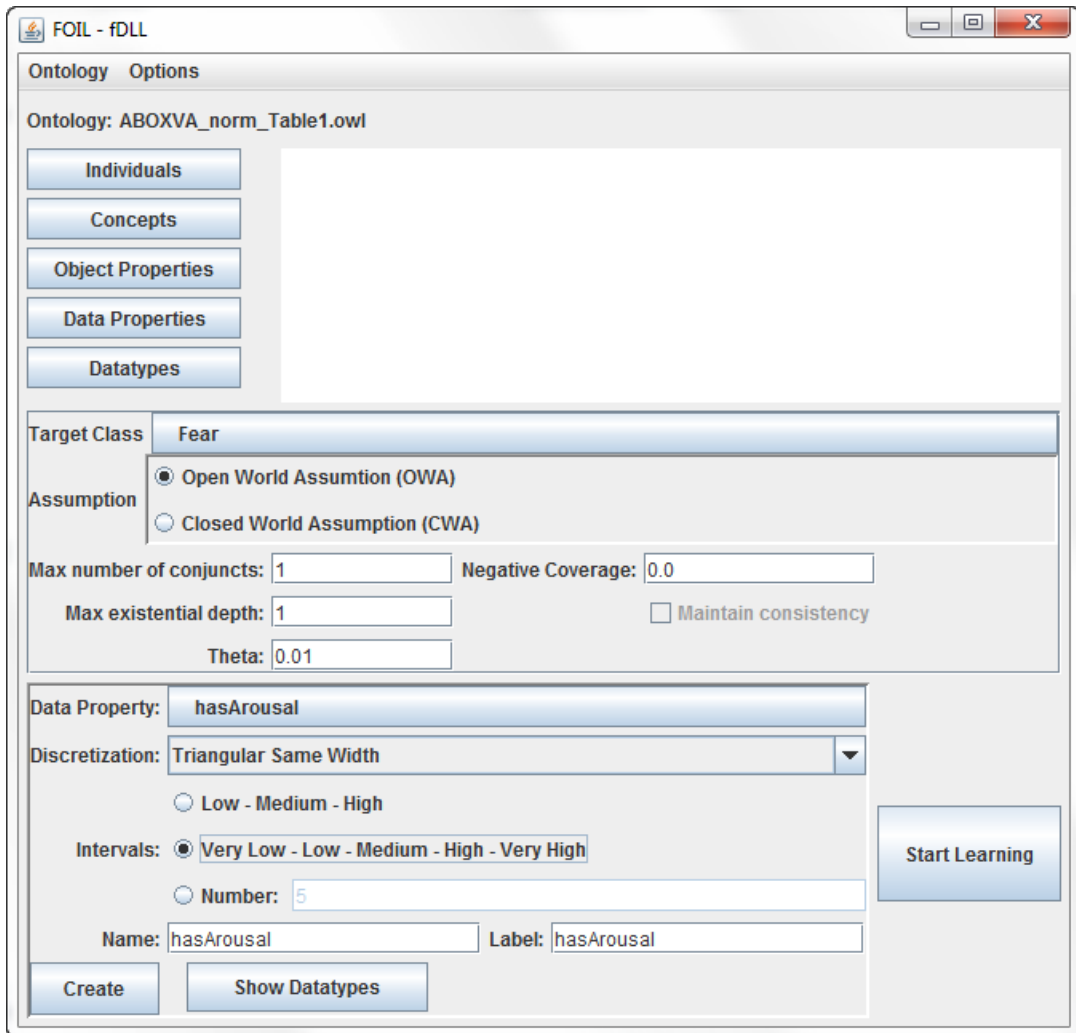 FOIL - fDLL
Ontology Options
Ontology: ABOXVA_norm_Table1.owl
Individuals
Concepts
Object Properties
Data Properties
Datatypes
Target Class Fear
Assumption
Open World Assumtion (OWA)
Closed World Assumption (CWA)
Max number of conjuncts: 1 Negative Coverage: 0.0
Max existential depth: 1 Maintain consistency
Theta: 0.01
Data Property: hasArousal
Discretization: Triangular Same Width
Low - Medium - High
Intervals: Very Low - Low - Medium - High - Very High
Number: 5
Name: hasArousal Label: hasArousal
Create Show Datatypes
Start Learning